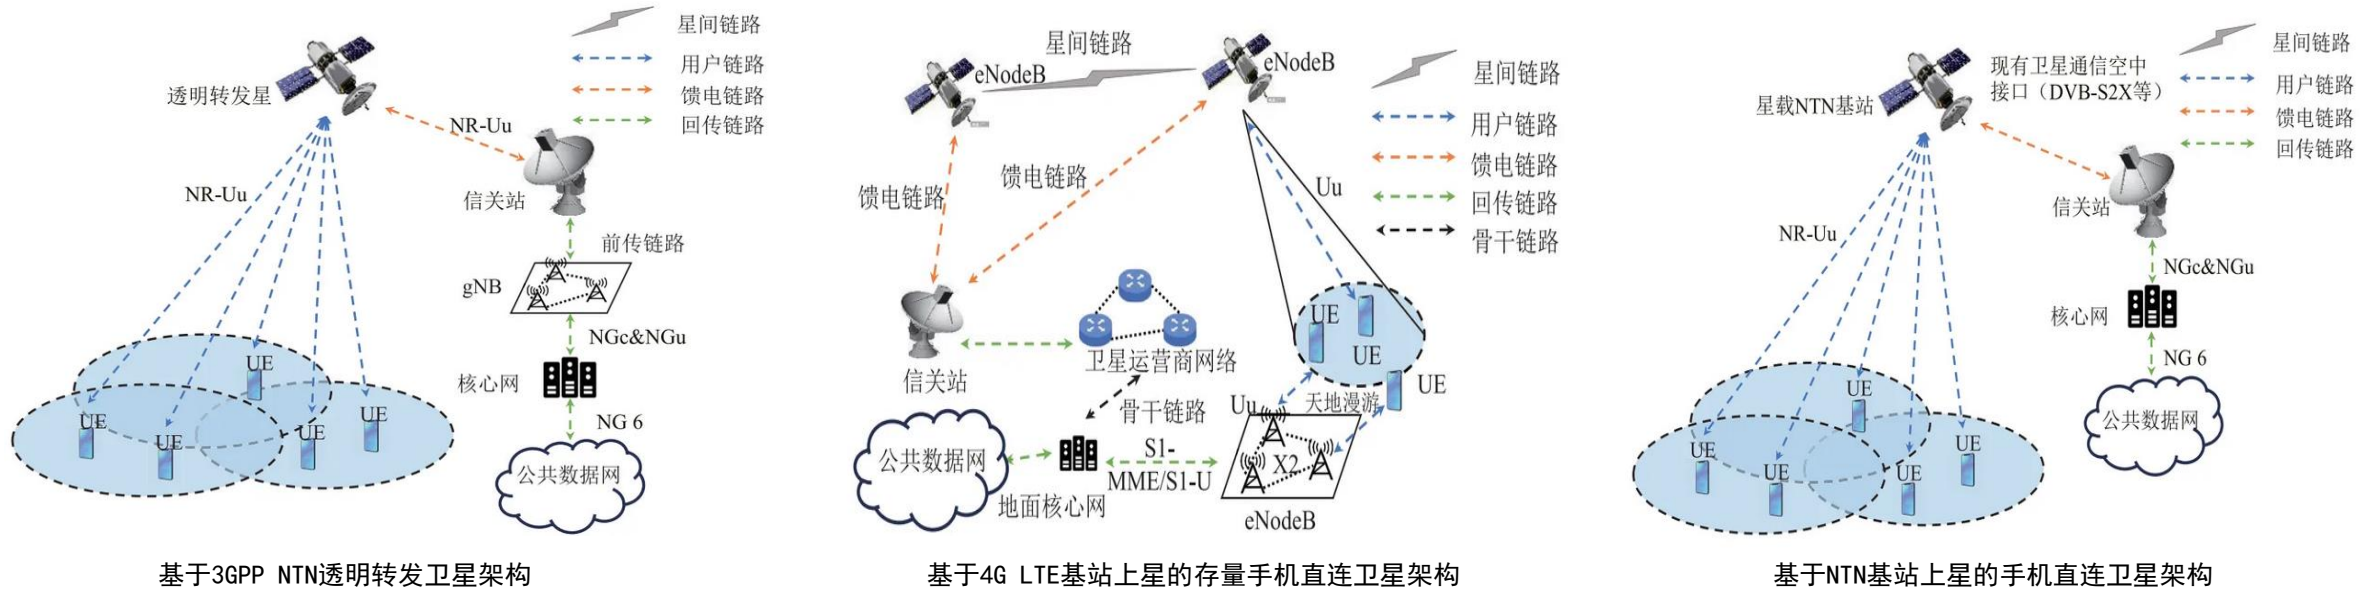 星间链路
用户链路
馈电链路
回传链路
透明转发星
NR-Uu
NR-Uu
信关站
前传链路
gNB
NGc&NGu
核心网
NG 6
公共数据网
UE
UE
UE
UE
UE
基于3GPP NTN透明转发卫星架构
星间链路
eNodeB
eNodeB
星间链路
用户链路
馈电链路
回传链路
骨干链路
馈电链路
馈电链路
Uu
UE
UE
UE
信关站
卫星运营商网络
骨干链路
Uu
天地漫游
公共数据网
地面核心网
S1-
MME/S1-U
X2
eNodeB
基于4G LTE基站上星的存量手机直连卫星架构
星间链路
用户链路
馈电链路
回传链路
现有卫星通信空中
接口（DVB-S2X等）
星载NTN基站
NR-Uu
信关站
NGc&NGu
核心网
NG 6
公共数据网
UE
UE
UE
UE
UE
基于NTN基站上星的手机直连卫星架构